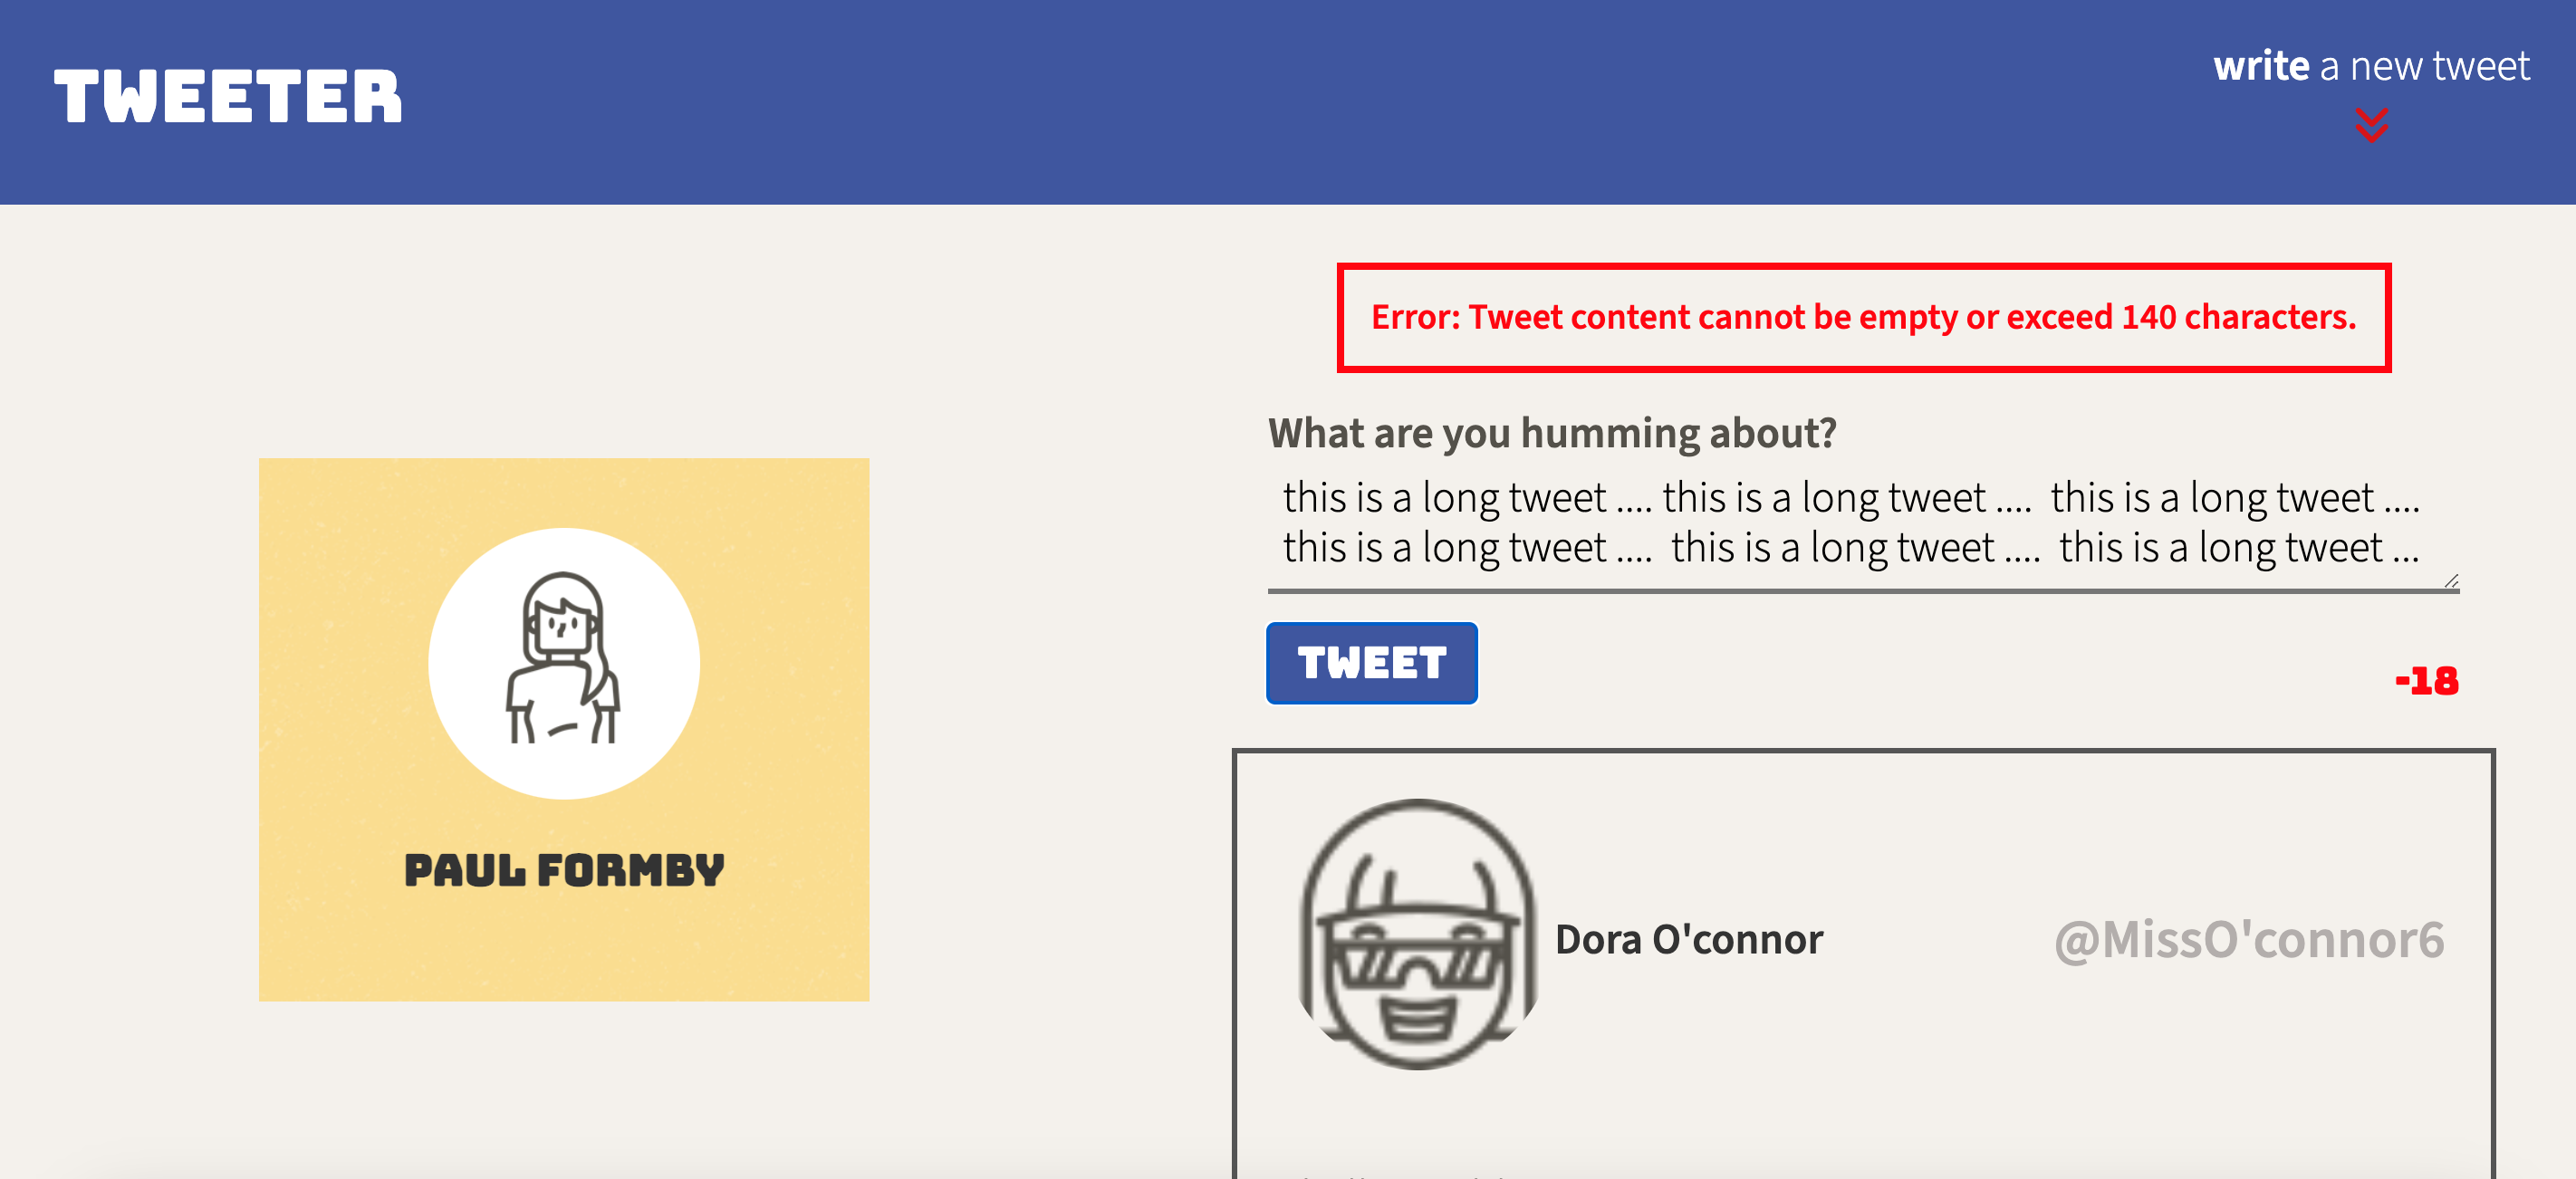 TWEETER
write a new tweet
Error: Tweet content cannot be empty or exceed 140 characters.
What are you humming about?
this is a long tweet .... this is a long tweet ....  this is a long tweet ....
this is a long tweet ....  this is a long tweet ....  this is a long tweet ...
TWEET
-18
PAUL FORMBY
Dora O'connor
@MissO'connor6